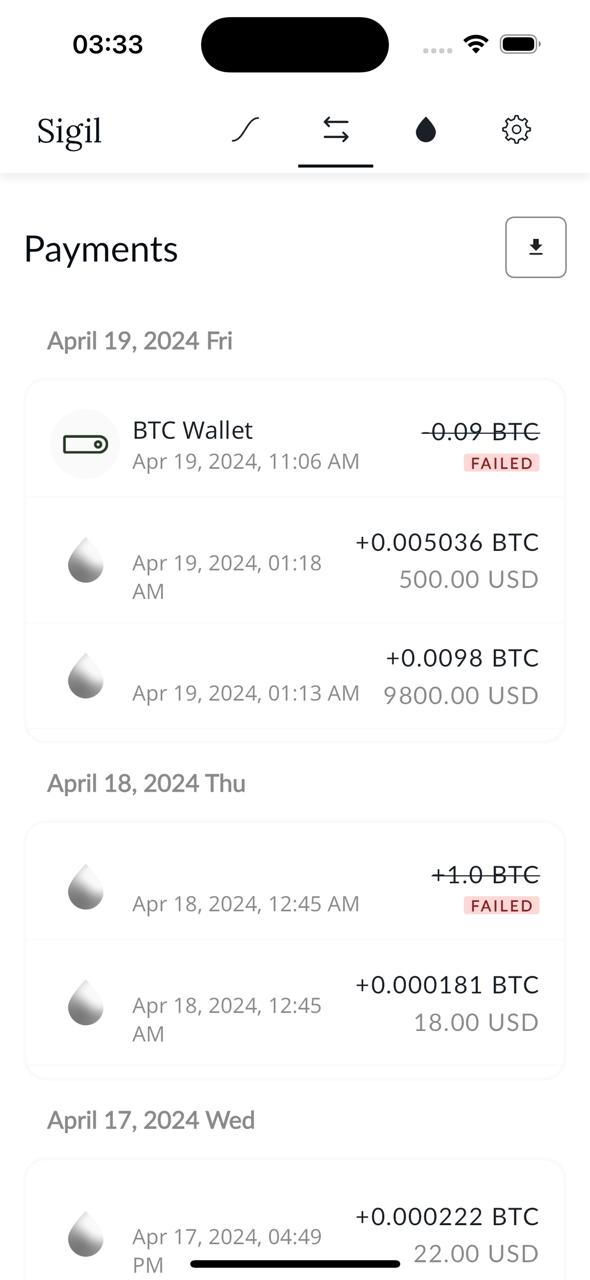 03:33
Sigil
Payments
April 19, 2024 Fri
BTC Wallet
-0.09 BTC
Apr 19, 2024, 11:06 AM
FAILED
+0.005036 BTC
Apr 19, 2024, 01:18
AM
500.00 USD
+0.0098 BTC
Apr 19, 2024, 01:13 AM
9800.00 USD
April 18, 2024 Thu
+1.0 BTC
Apr 18, 2024, 12:45 AM
FAILED
+0.000181 BTC
Apr 18, 2024, 12:45
AM
18.00 USD
April 17, 2024 Wed
+0.000222 BTC
Apr 17, 2024, 04:49
PM
22.00 USD